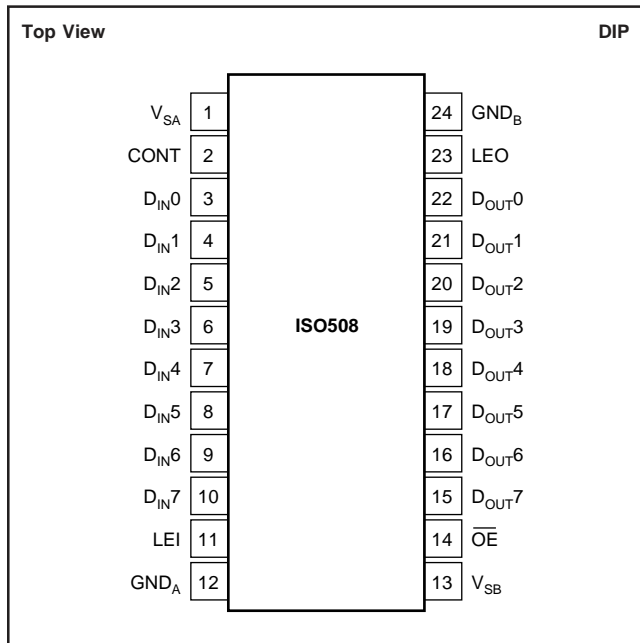 Top View DIP
V_SA 1 24 GND_B
CONT 2 23 LEO
D_IN0 3 22 D_OUT0
D_IN1 4 21 D_OUT1
D_IN2 5 20 D_OUT2
D_IN3 6 ISO508 19 D_OUT3
D_IN4 7 18 D_OUT4
D_IN5 8 17 D_OUT5
D_IN6 9 16 D_OUT6
D_IN7 10 15 D_OUT7
LEI 11 14 O̅E̅
GND_A 12 13 V_SB